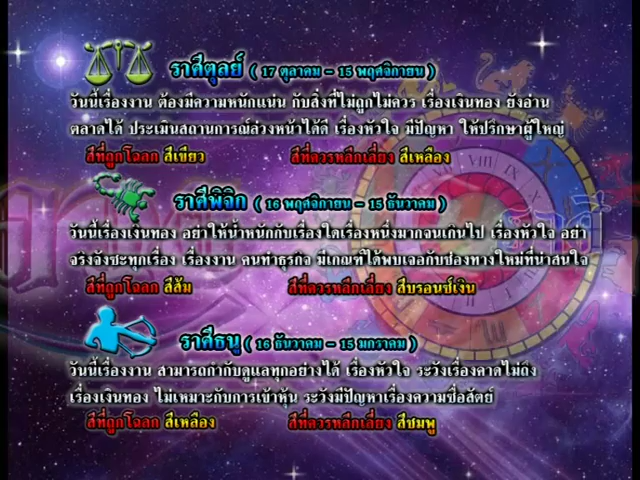 ราศีตุลย์ ( 17 ตุลาคม - 15 พฤศจิกายน )
วันนี้เรื่องงาน ต้องมีความหนักแน่น กับสิ่งที่ไม่ถูกไม่ควร เรื่องเงินทอง ยังอ่าน
ตลาดได้ ประเมินสถานการณ์ล่วงหน้าได้ดี เรื่องหัวใจ มีปัญหา ให้ปรึกษาผู้ใหญ่
สีที่ถูกโฉลก สีเขียว สีที่ควรหลีกเลี่ยง สีเหลือง
ราศีพิจิก ( 16 พฤศจิกายน - 15 ธันวาคม )
วันนี้เรื่องเงินทอง อย่าให้น้ำหนักกับเรื่องใดเรื่องหนึ่งมากจนเกินไป เรื่องหัวใจ อย่า
จริงจังซะทุกเรื่อง เรื่องงาน คนทำธุรกิจ มีเกณฑ์ได้พบเจอกับช่องทางใหม่ที่น่าสนใจ
สีที่ถูกโฉลก สีส้ม สีที่ควรหลีกเลี่ยง สีบรอนซ์เงิน
ราศีธนู ( 16 ธันวาคม - 15 มกราคม )
วันนี้เรื่องงาน สามารถกำกับดูแลทุกอย่างได้ เรื่องหัวใจ ระวังเรื่องคาดไม่ถึง
เรื่องเงินทอง ไม่เหมาะกับการเข้าหุ้น ระวังมีปัญหาเรื่องความซื่อสัตย์
สีที่ถูกโฉลก สีเหลือง สีที่ควรหลีกเลี่ยง สีชมพู